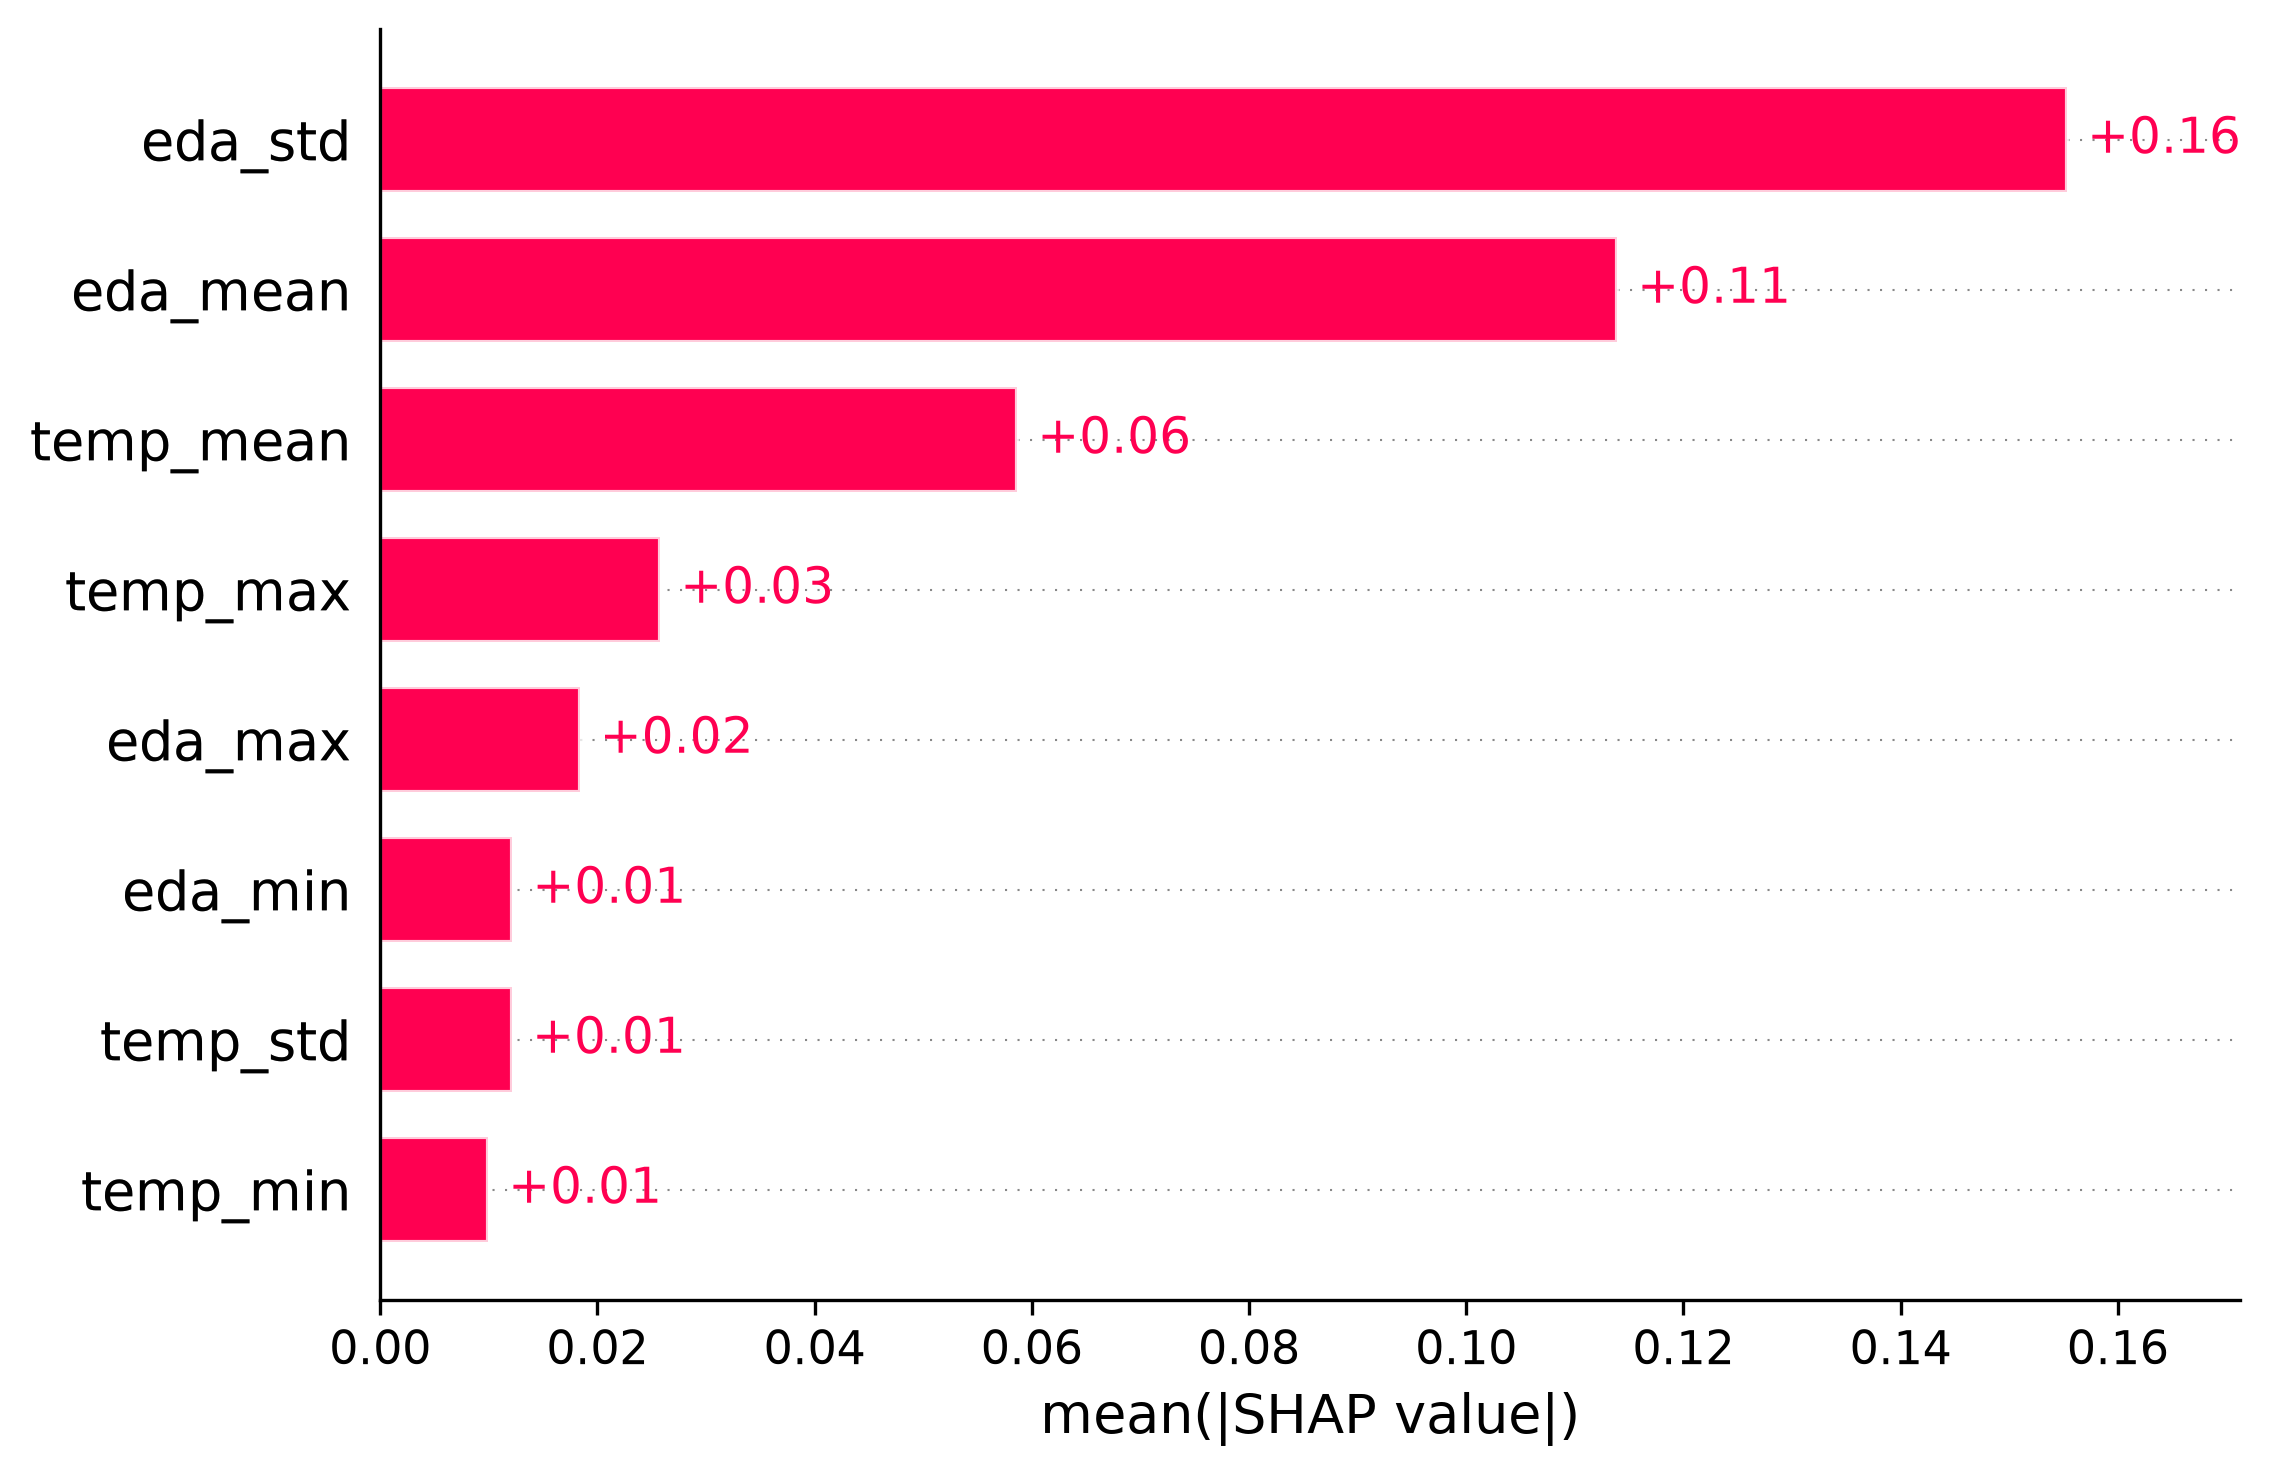 eda_std +0.16
eda_mean +0.11
temp_mean +0.06
temp_max +0.03
eda_max +0.02
eda_min +0.01
temp_std +0.01
temp_min +0.01
0.00 0.02 0.04 0.06 0.08 0.10 0.12 0.14 0.16
mean(|SHAP value|)